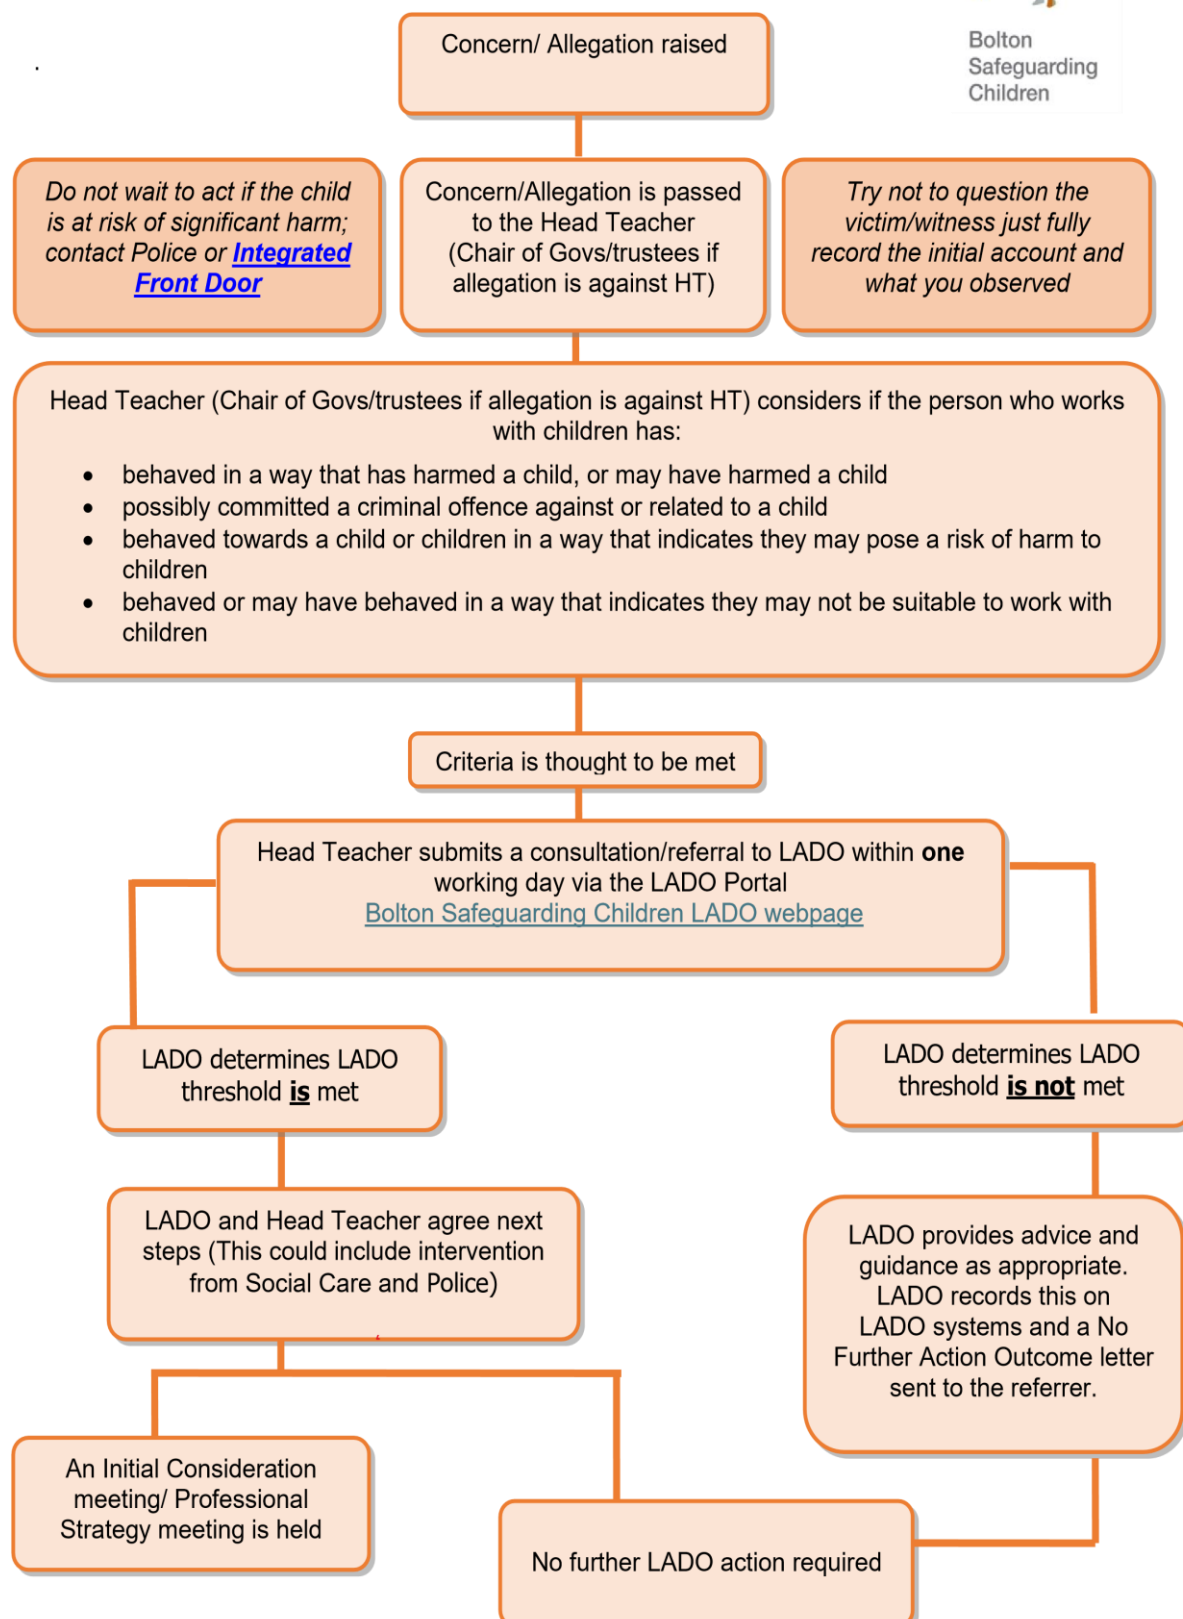 Bolton
Safeguarding
Children
Concern/ Allegation raised
.
Do not wait to act if the child
is at risk of significant harm;
contact Police or Integrated
Front Door
Concern/Allegation is passed
to the Head Teacher
(Chair of Govs/trustees if
allegation is against HT)
Try not to question the
victim/witness just fully
record the initial account and
what you observed
Head Teacher (Chair of Govs/trustees if allegation is against HT) considers if the person who works
with children has:
• behaved in a way that has harmed a child, or may have harmed a child
• possibly committed a criminal offence against or related to a child
• behaved towards a child or children in a way that indicates they may pose a risk of harm to
children
• behaved or may have behaved in a way that indicates they may not be suitable to work with
children
Criteria is thought to be met
Head Teacher submits a consultation/referral to LADO within one
working day via the LADO Portal
Bolton Safeguarding Children LADO webpage
LADO determines LADO
threshold is met
LADO determines LADO
threshold is not met
LADO and Head Teacher agree next
steps (This could include intervention
from Social Care and Police)
LADO provides advice and
guidance as appropriate.
LADO records this on
LADO systems and a No
Further Action Outcome letter
sent to the referrer.
An Initial Consideration
meeting/ Professional
Strategy meeting is held
No further LADO action required